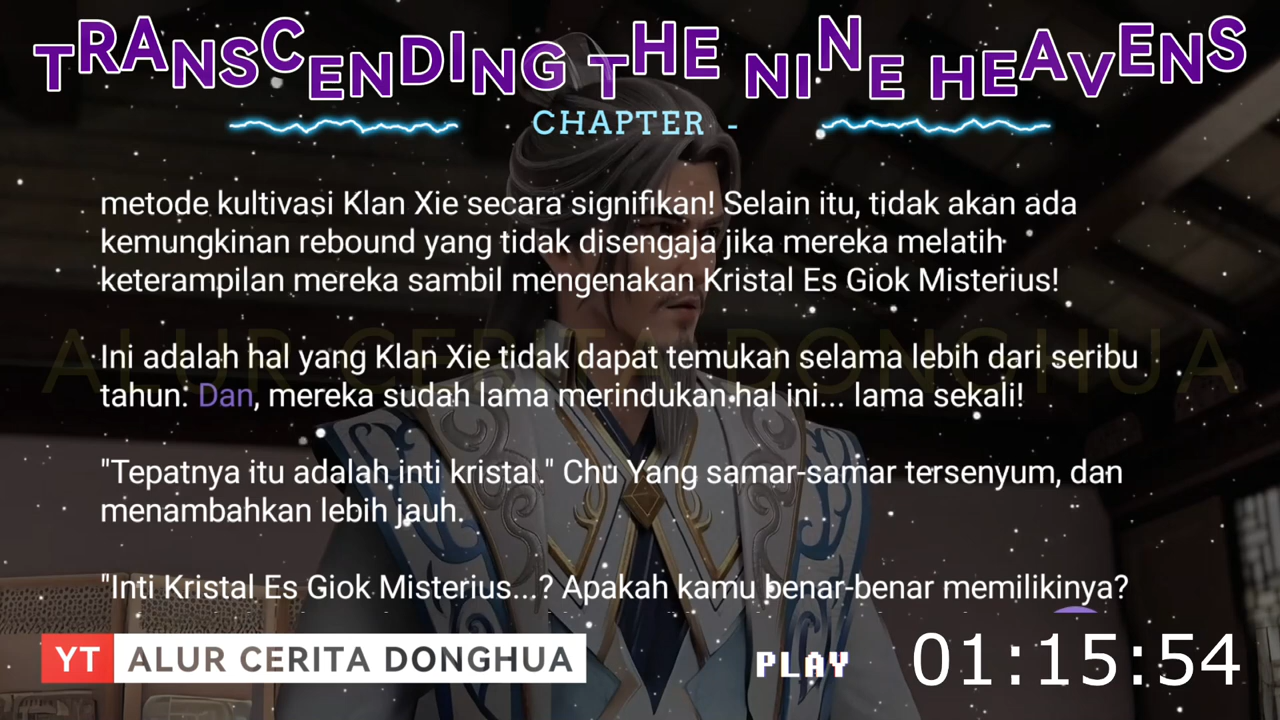 TRANSCENDING THE NINE HEAVENS
CHAPTER -
metode kultivasi Klan Xie secara signifikan! Selain itu, tidak akan ada
kemungkinan rebound yang tidak disengaja jika mereka melatih
keterampilan mereka sambil mengenakan Kristal Es Giok Misterius!
ALUR CERITA DONGHUA
Ini adalah hal yang Klan Xie tidak dapat temukan selama lebih dari seribu
tahun. Dan, mereka sudah lama merindukan hal ini... lama sekali!
"Tepatnya itu adalah inti kristal." Chu Yang samar-samar tersenyum, dan
menambahkan lebih jauh.
"Inti Kristal Es Giok Misterius...? Apakah kamu benar-benar memilikinya?
YT ALUR CERITA DONGHUA
PLAY 01:15:54